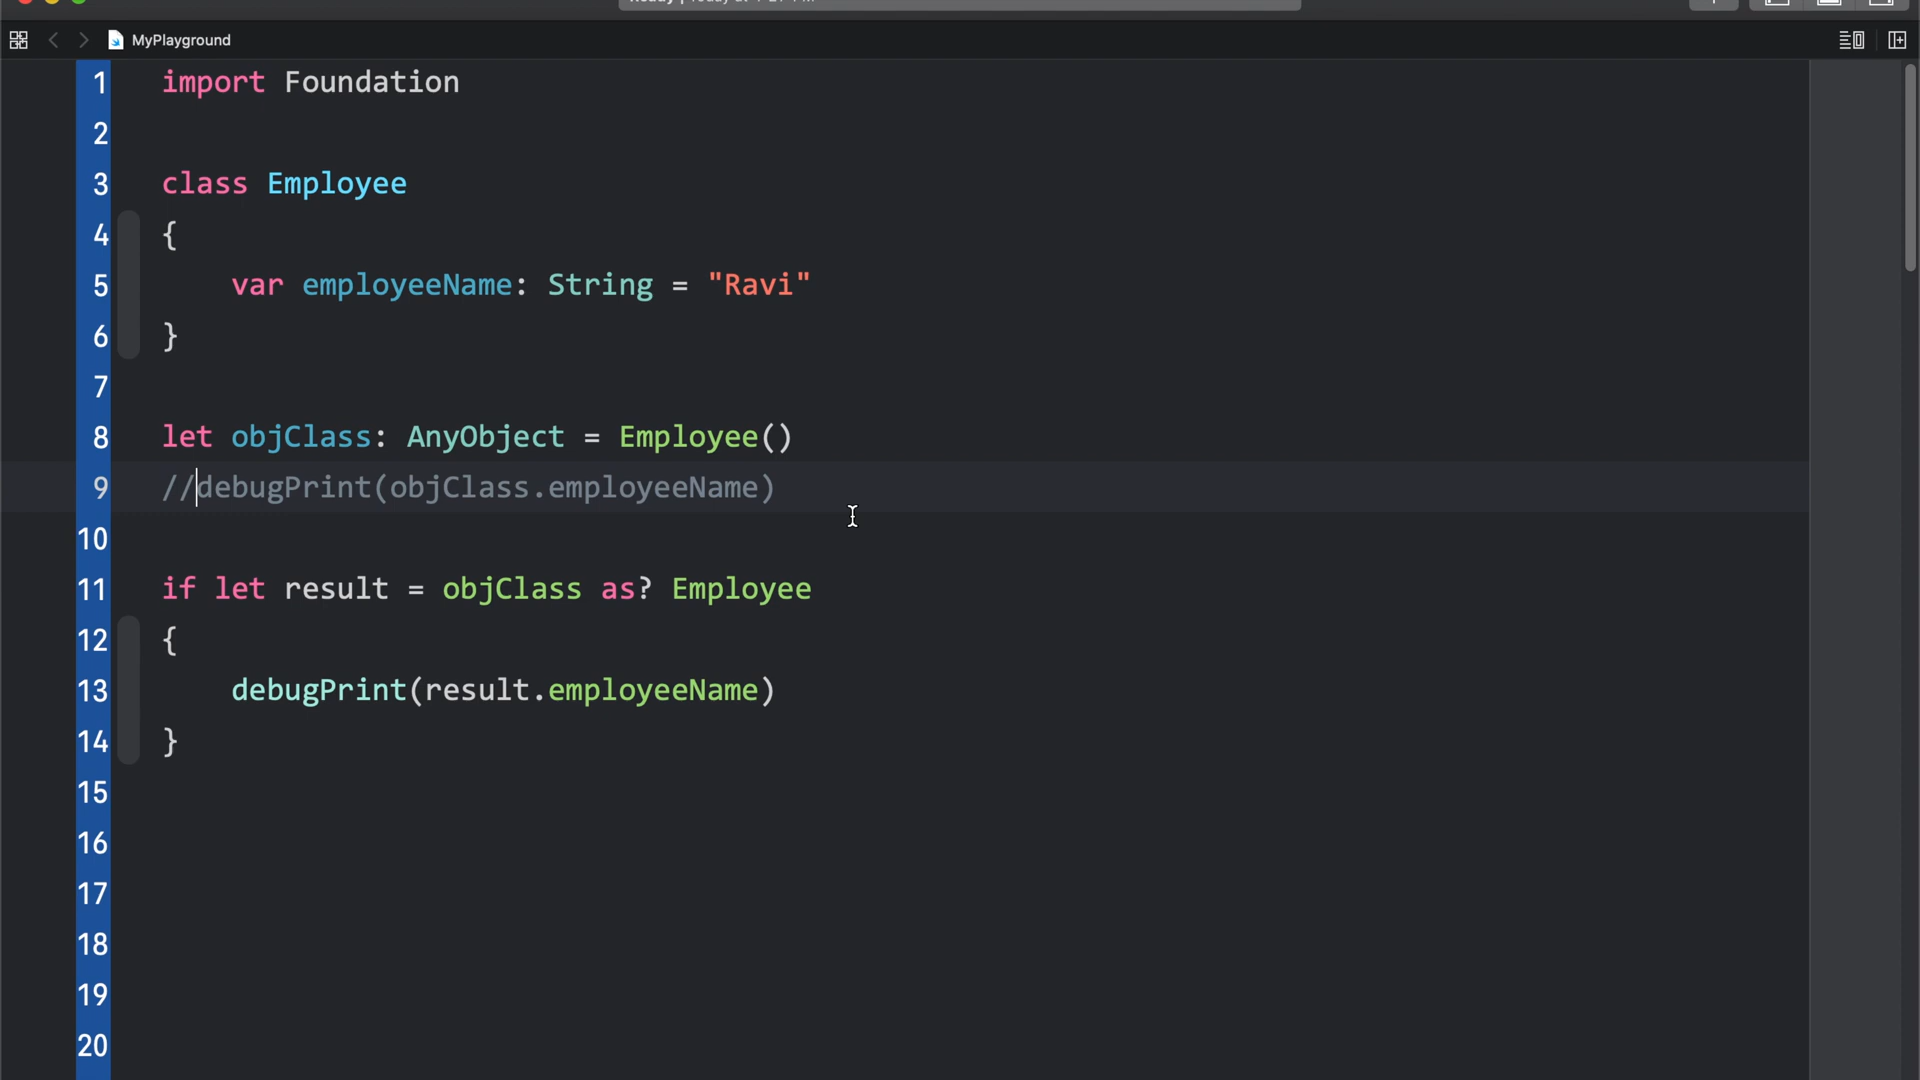 MyPlayground
1 import Foundation
2
3 class Employee
4 {
5 var employeeName: String = "Ravi"
6 }
7
8 let objClass: AnyObject = Employee()
9 //debugPrint(objClass.employeeName)
10
11 if let result = objClass as? Employee
12 {
13 debugPrint(result.employeeName)
14 }
15
16
17
18
19
20